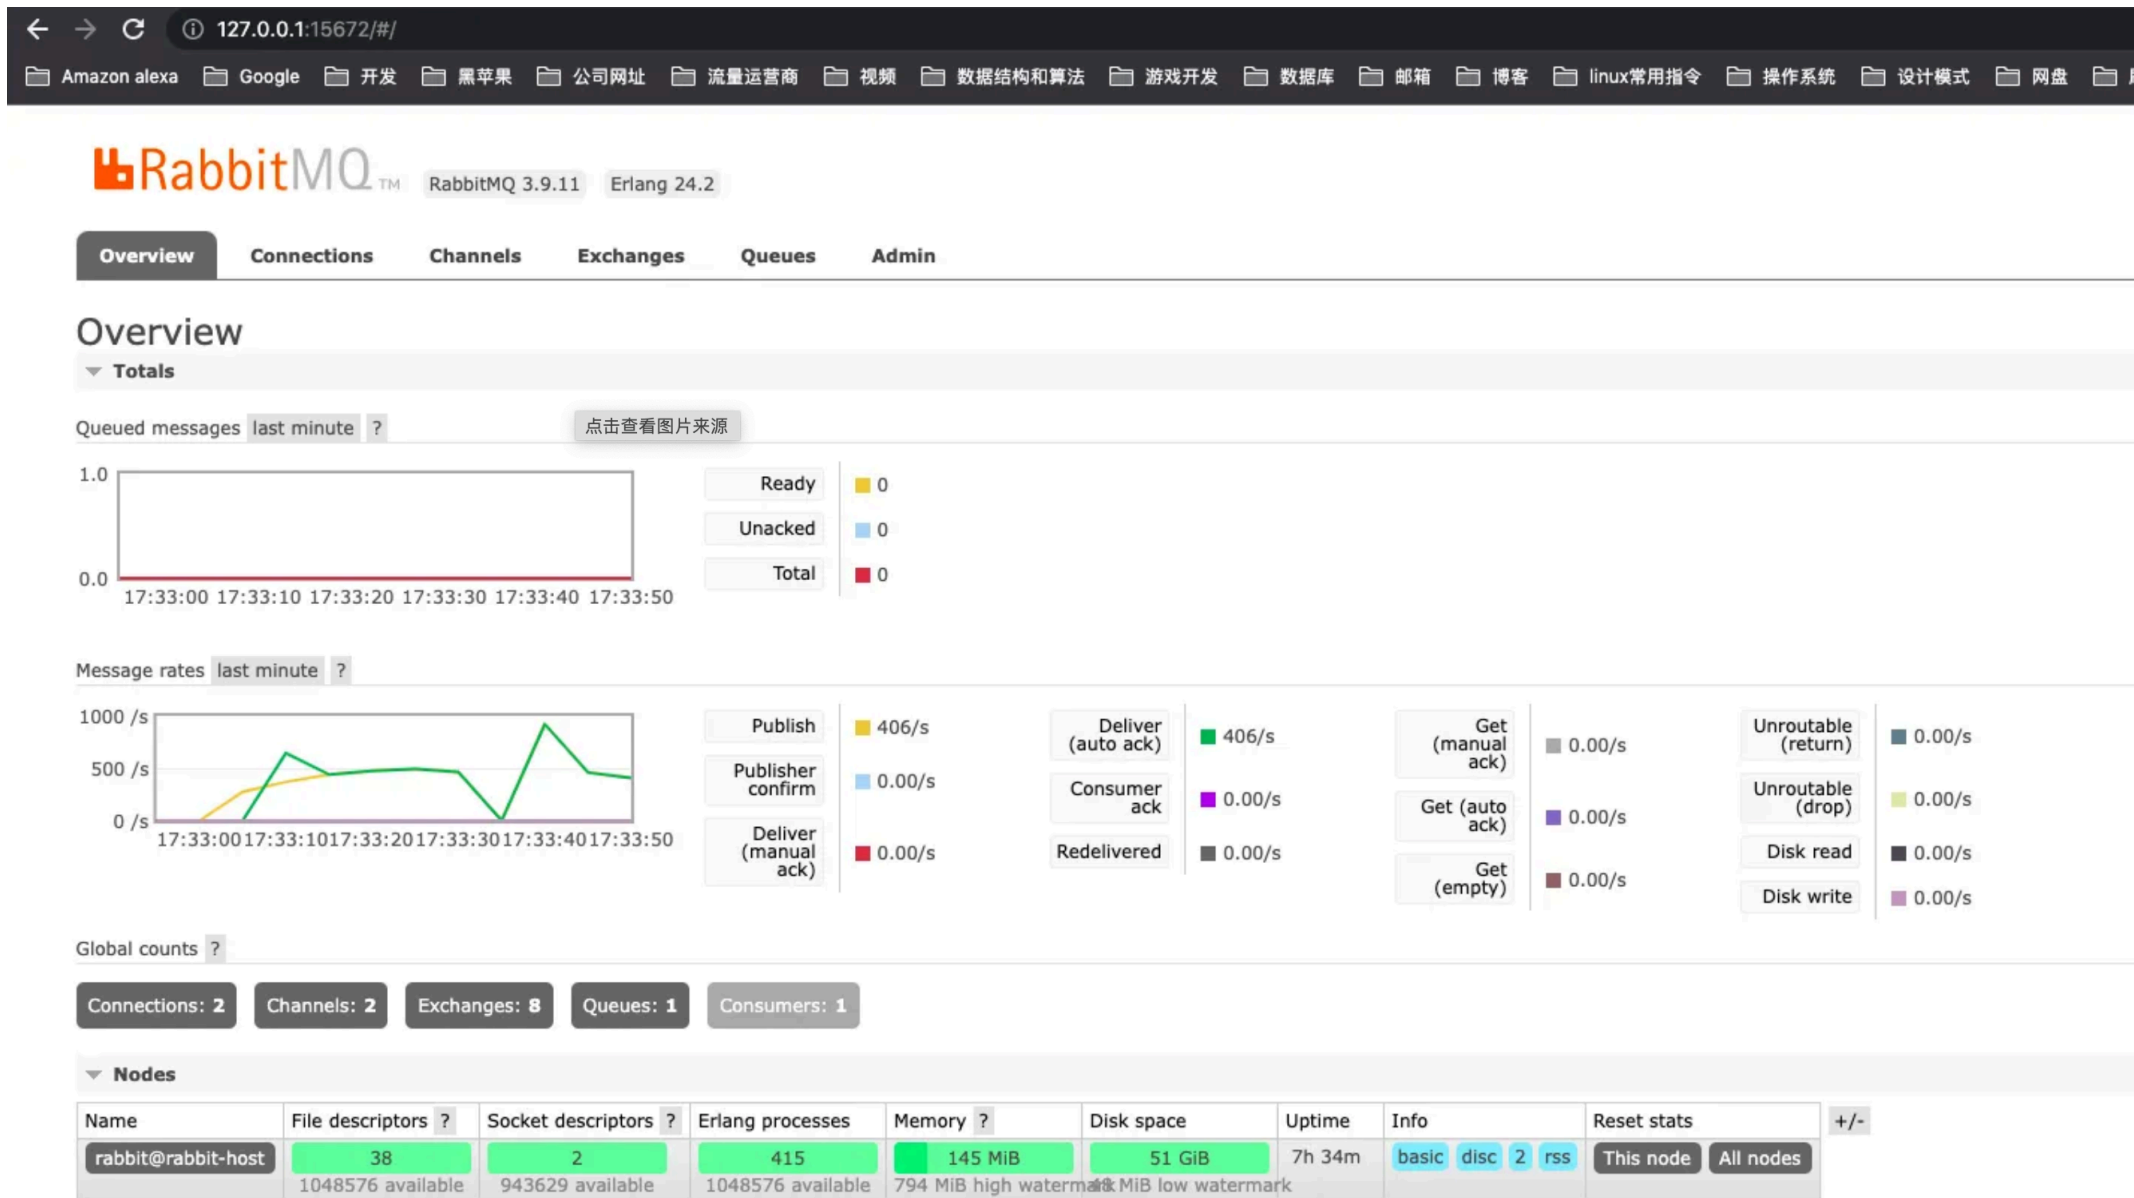 127.0.0.1:15672/#/
Amazon alexa Google 开发 黑苹果 公司网址 流量运营商 视频 数据结构和算法 游戏开发 数据库 邮箱 博客 linux常用指令 操作系统 设计模式 网盘
RabbitMQ TM RabbitMQ 3.9.11 Erlang 24.2
Overview Connections Channels Exchanges Queues Admin
Overview
Totals
Queued messages last minute ?
点击查看图片来源
1.0
0.0
17:33:00 17:33:10 17:33:20 17:33:30 17:33:40 17:33:50
Ready 0
Unacked 0
Total 0
Message rates last minute ?
1000 /s
500 /s
0 /s
17:33:00 17:33:10 17:33:20 17:33:30 17:33:40 17:33:50
Publish 406/s
Publisher
confirm 0.00/s
Deliver
(manual
ack) 0.00/s
Deliver
(auto ack) 406/s
Consumer
ack 0.00/s
Redelivered 0.00/s
Get
(manual
ack) 0.00/s
Get (auto
ack) 0.00/s
Get
(empty) 0.00/s
Unroutable
(return) 0.00/s
Unroutable
(drop) 0.00/s
Disk read 0.00/s
Disk write 0.00/s
Global counts ?
Connections: 2 Channels: 2 Exchanges: 8 Queues: 1 Consumers: 1
Nodes
Name File descriptors ? Socket descriptors ? Erlang processes Memory ? Disk space Uptime Info Reset stats +/-
rabbit@rabbit-host 38 2 415 145 MiB 51 GiB 7h 34m basic disc 2 rss This node All nodes
1048576 available 943629 available 1048576 available 794 MiB high watermark MiB low watermark